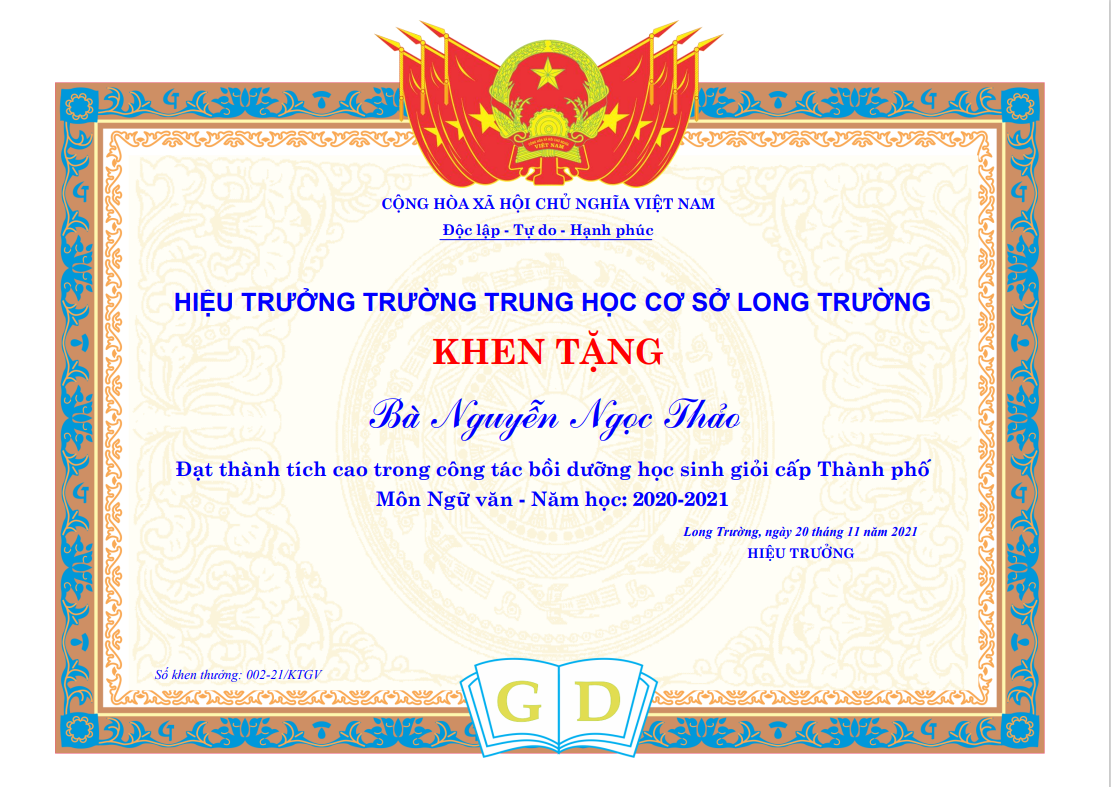 VIỆT NAM
CỘNG HÒA XÃ HỘI CHỦ NGHĨA VIỆT NAM
Độc lập - Tự do - Hạnh phúc
HIỆU TRƯỞNG TRƯỜNG TRUNG HỌC CƠ SỞ LONG TRƯỜNG
KHEN TẶNG
Bà Nguyễn Ngọc Thảo
Đạt thành tích cao trong công tác bồi dưỡng học sinh giỏi cấp Thành phố
Môn Ngữ văn - Năm học: 2020-2021
Long Trường, ngày 20 tháng 11 năm 2021
HIỆU TRƯỞNG
Số khen thưởng: 002-21/KTGV
G D